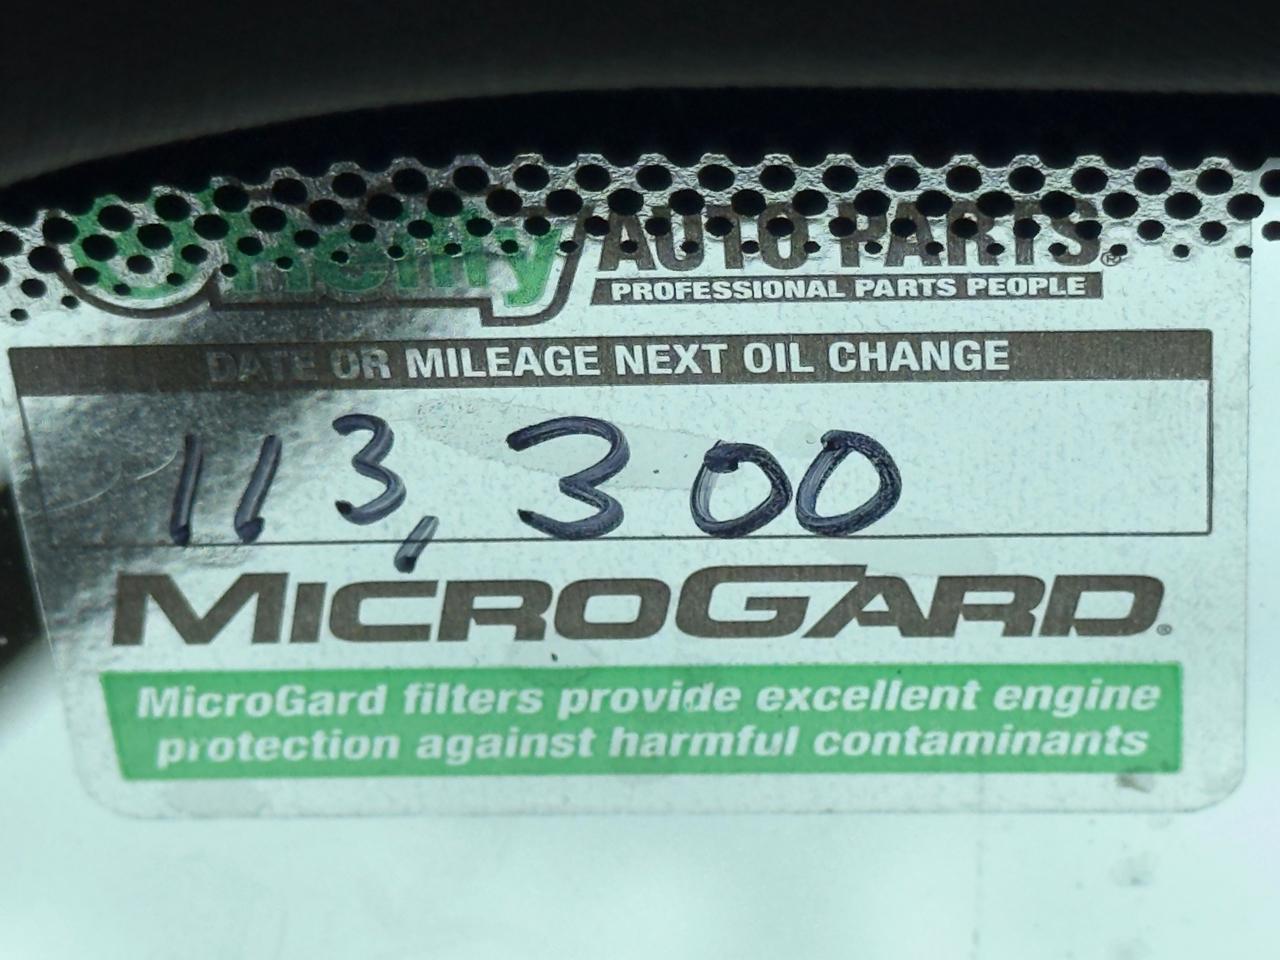 O'Reilly AUTO PARTS®
PROFESSIONAL PARTS PEOPLE
DATE OR MILEAGE NEXT OIL CHANGE
113,300
MICROGARD®
MicroGard filters provide excellent engine
protection against harmful contaminants